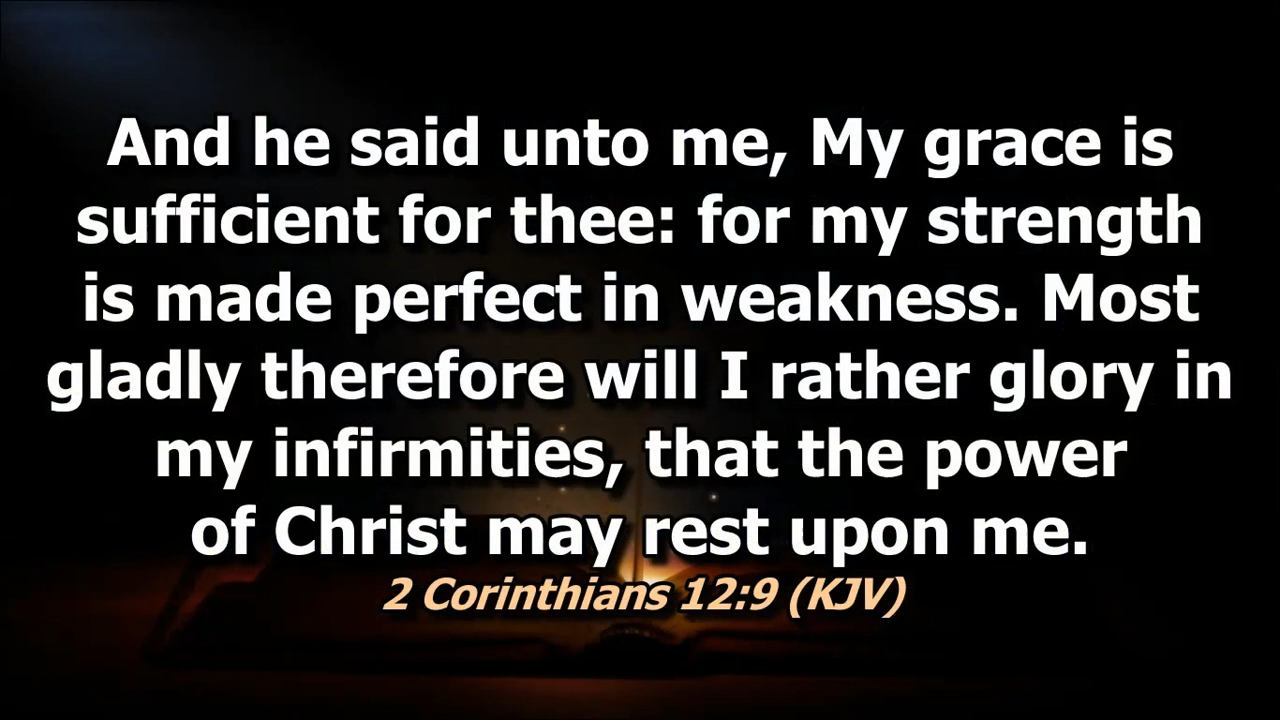 And he said unto me, My grace is
sufficient for thee: for my strength
is made perfect in weakness. Most
gladly therefore will I rather glory in
my infirmities, that the power
of Christ may rest upon me.
2 Corinthians 12:9 (KJV)